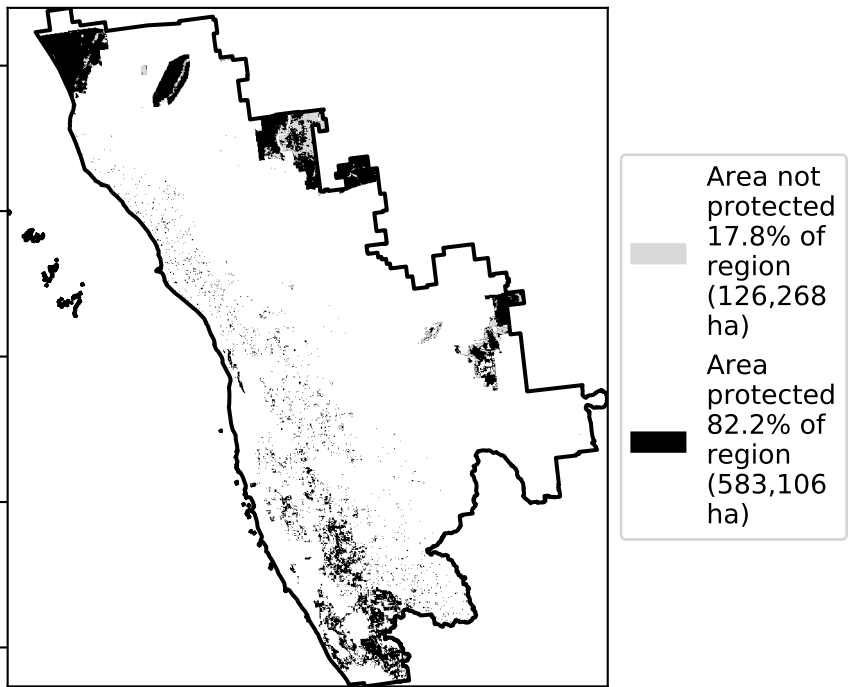 Area not
protected
17.8% of
region
(126,268
ha)
Area
protected
82.2% of
region
(583,106
ha)